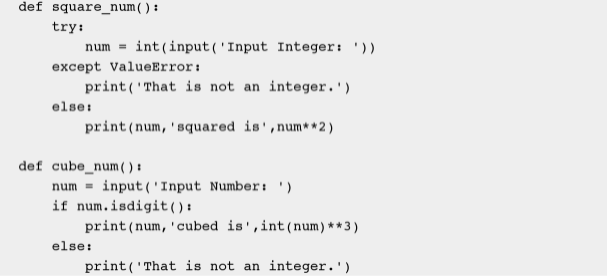 def square_num():
    try:
        num = int(input('Input Integer: '))
    except ValueError:
        print('That is not an integer.')
    else:
        print(num,'squared is',num**2)

def cube_num():
    num = input('Input Number: ')
    if num.isdigit():
        print(num,'cubed is',int(num)**3)
    else:
        print('That is not an integer.')